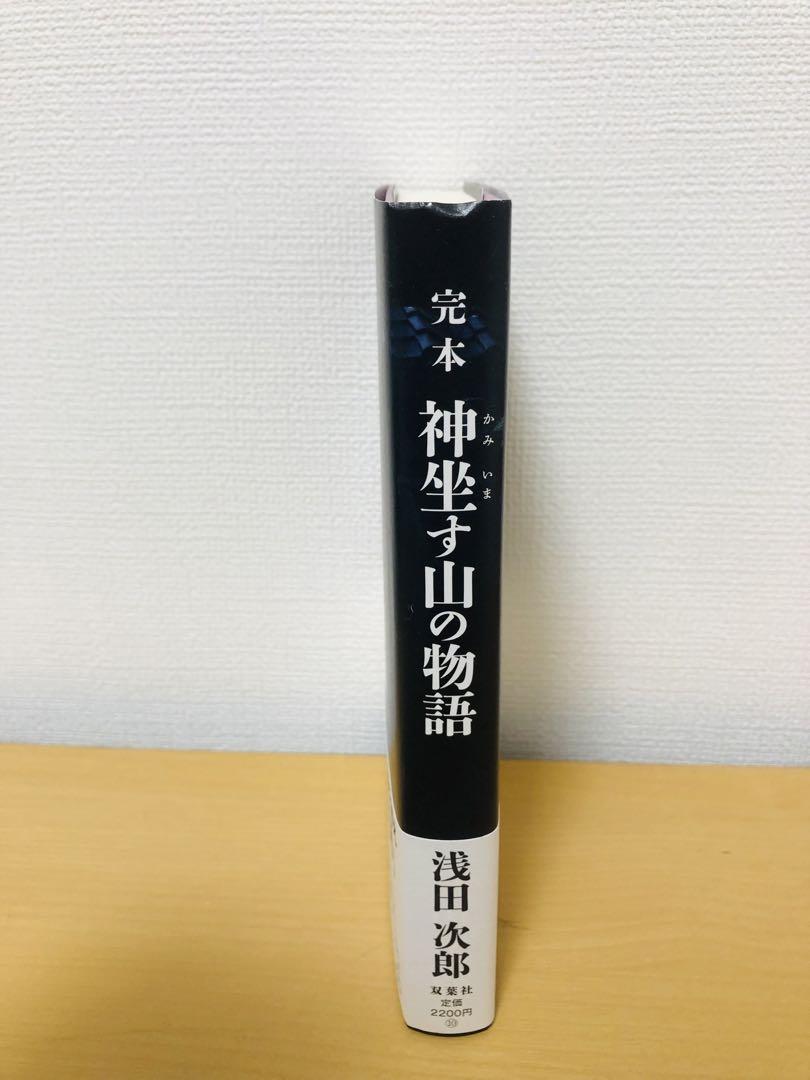 完本
神坐す山の物語
かみ いま
浅田次郎
双葉社
定価
2200円
⑩